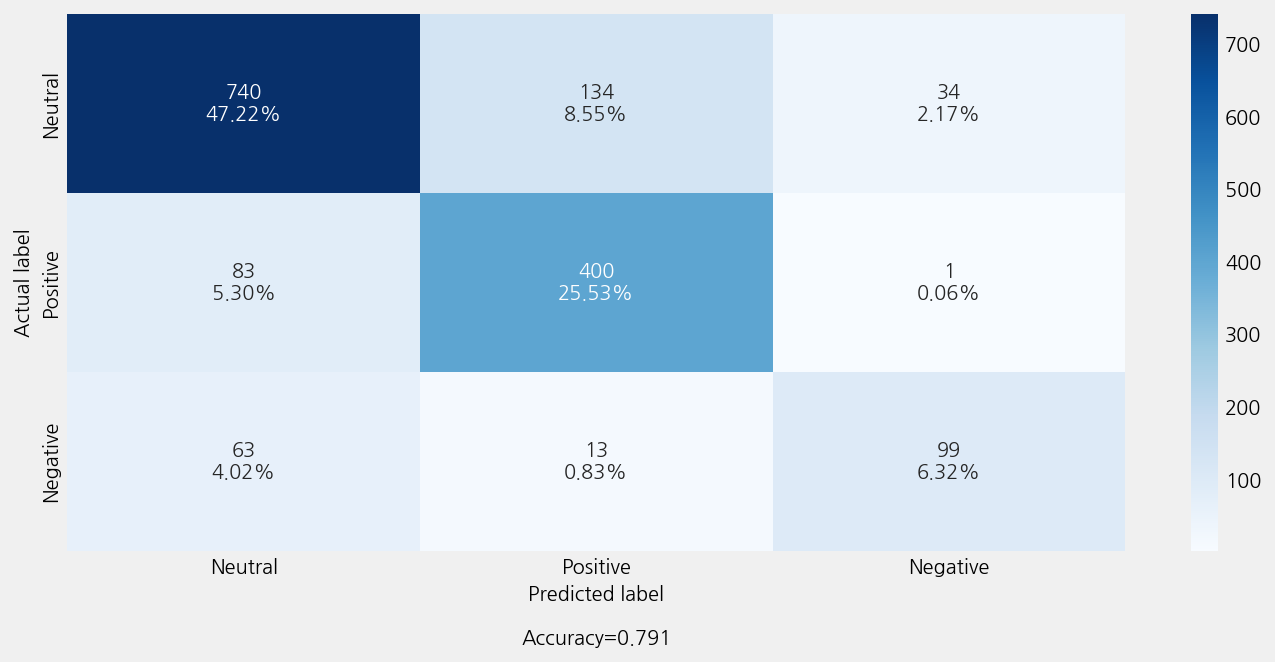 Actual label
Neutral
740
47.22%
134
8.55%
34
2.17%
Positive
83
5.30%
400
25.53%
1
0.06%
Negative
63
4.02%
13
0.83%
99
6.32%
Neutral
Positive
Negative
Predicted label
Accuracy=0.791
700
600
500
400
300
200
100